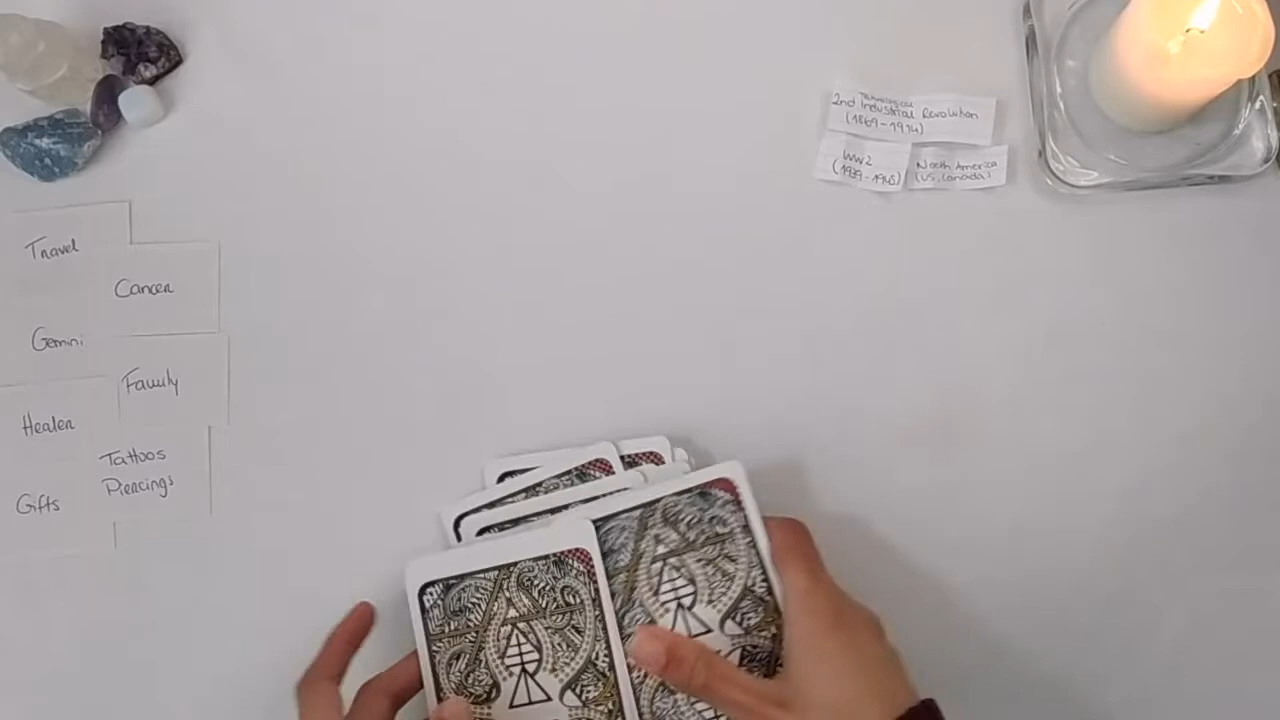 Travel
Cancer
Gemini
Family
Healer
Tattoos
Piercings
Gifts
Technological
2nd Industrial Revolution
(1869-1914)
WW2
(1939-1945)
North America
(US, Canada)